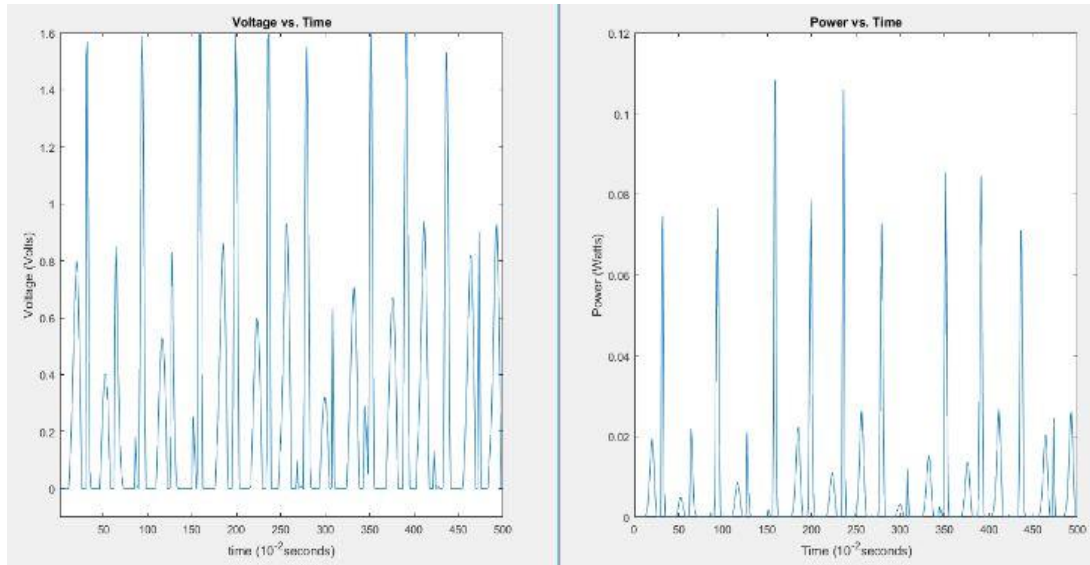 Voltage vs. Time
1.6
1.4
1.2
1
0.8
0.6
0.4
0.2
0
Voltage (Volts)
50 100 150 200 250 300 350 400 450 500
time (10⁻² seconds)
Power vs. Time
0.12
0.1
0.08
0.06
0.04
0.02
0
Power (Watts)
0 50 100 150 200 250 300 350 400 450 500
Time (10⁻² seconds)